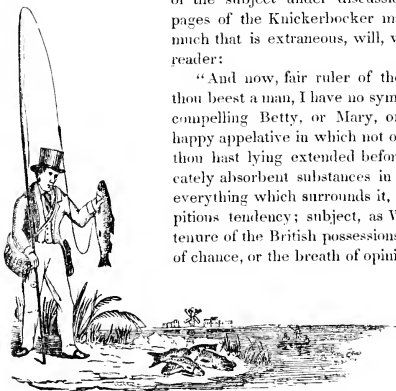 of the subject under discussi
pages of the Knickerbocker m
much that is extraneous, will, v
reader:
"And now, fair ruler of the
thou beest a man, I have no sym
compelling Betty, or Mary, or
happy appelative in which not o
thou hast lying extended befor
cately absorbent substances in
everything which surrounds it,
pitious tendency; subject, as W
tenure of the British possessions
of chance, or the breath of opini